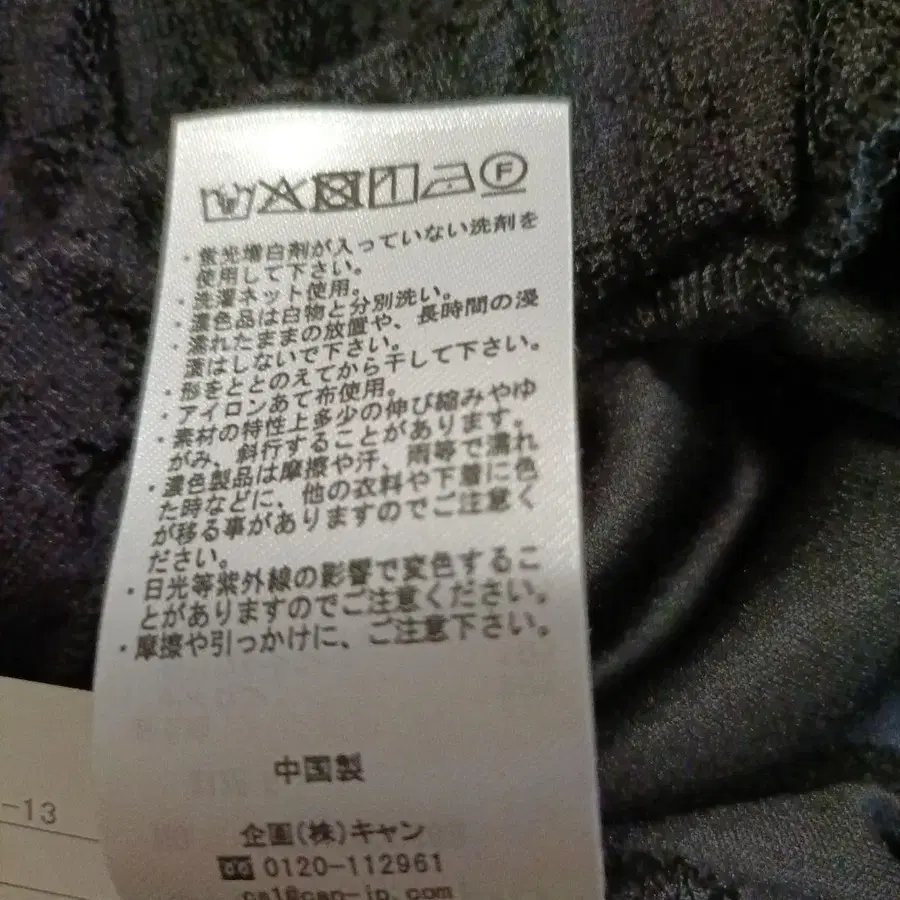 F
・蛍光増白剤が入っていない洗剤を
使用して下さい。
・洗濯ネット使用。
・濃色品は白物と分別洗い。
・濡れたままの放置や、長時間の浸
漬はしないで下さい。
・形をととのえてから干して下さい。
・アイロンあて布使用。
・素材の特性上多少の伸び縮みやゆ
がみ、斜行することがあります。
・濃色製品は摩擦や汗、雨等で濡れ
た時などに、他の衣料や下着に色
が移る事がありますのでご注意く
ださい。
・日光等紫外線の影響で変色するこ
とがありますのでご注意ください。
・摩擦や引っかけに、ご注意下さい。
中国製
-13
企画(株)キャン
0120-112961